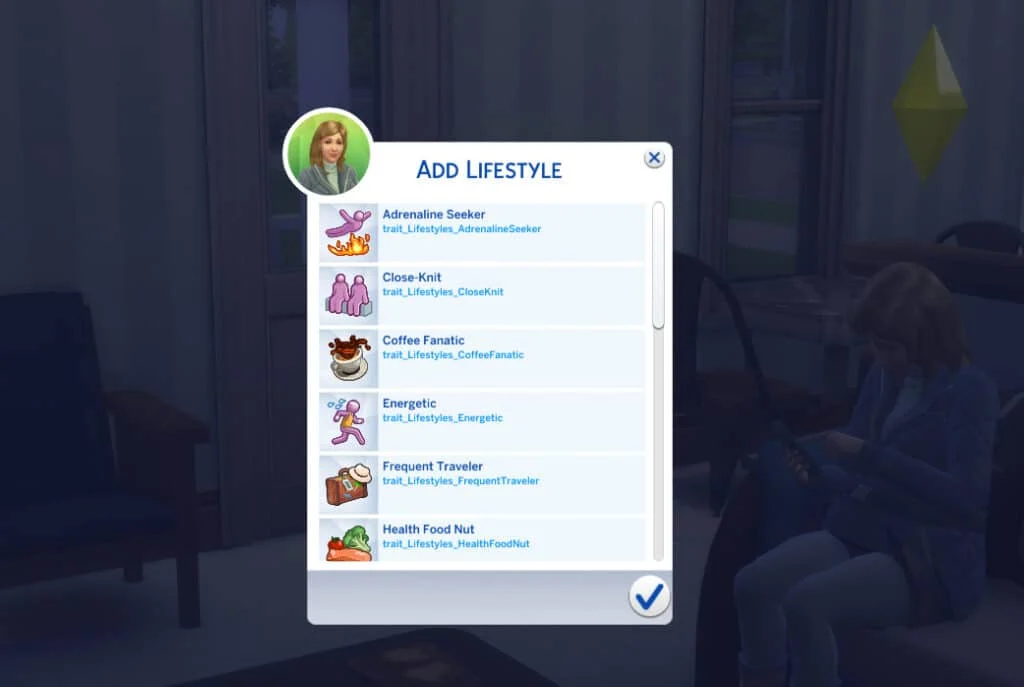 Add Lifestyle
Adrenaline Seeker
trait_Lifestyles_AdrenalineSeeker
Close-Knit
trait_Lifestyles_CloseKnit
Coffee Fanatic
trait_Lifestyles_CoffeeFanatic
Energetic
trait_Lifestyles_Energetic
Frequent Traveler
trait_Lifestyles_FrequentTraveler
Health Food Nut
trait_Lifestyles_HealthFoodNut